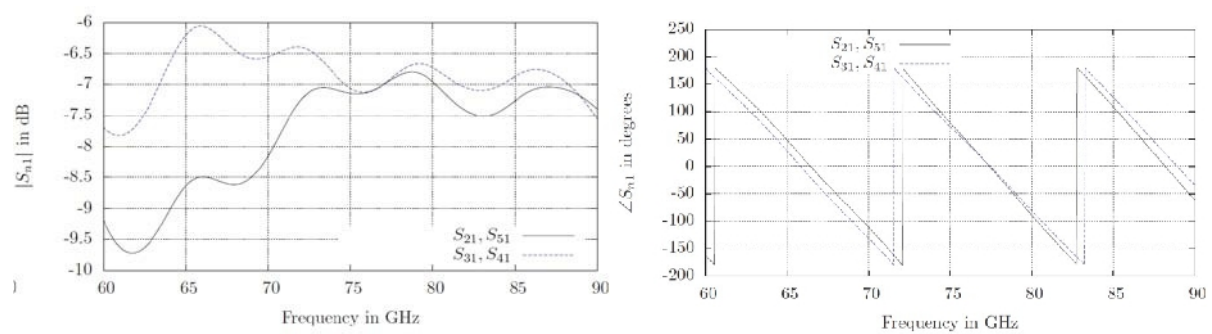 -6
-6.5
-7
-7.5
-8
-8.5
-9
-9.5
-10
|Sn1| in dB
S21, S51
S31, S41
60 65 70 75 80 85 90
Frequency in GHz
250
200
150
100
50
0
-50
-100
-150
-200
∠Sn1 in degrees
S21, S51
S31, S41
60 65 70 75 80 85 90
Frequency in GHz